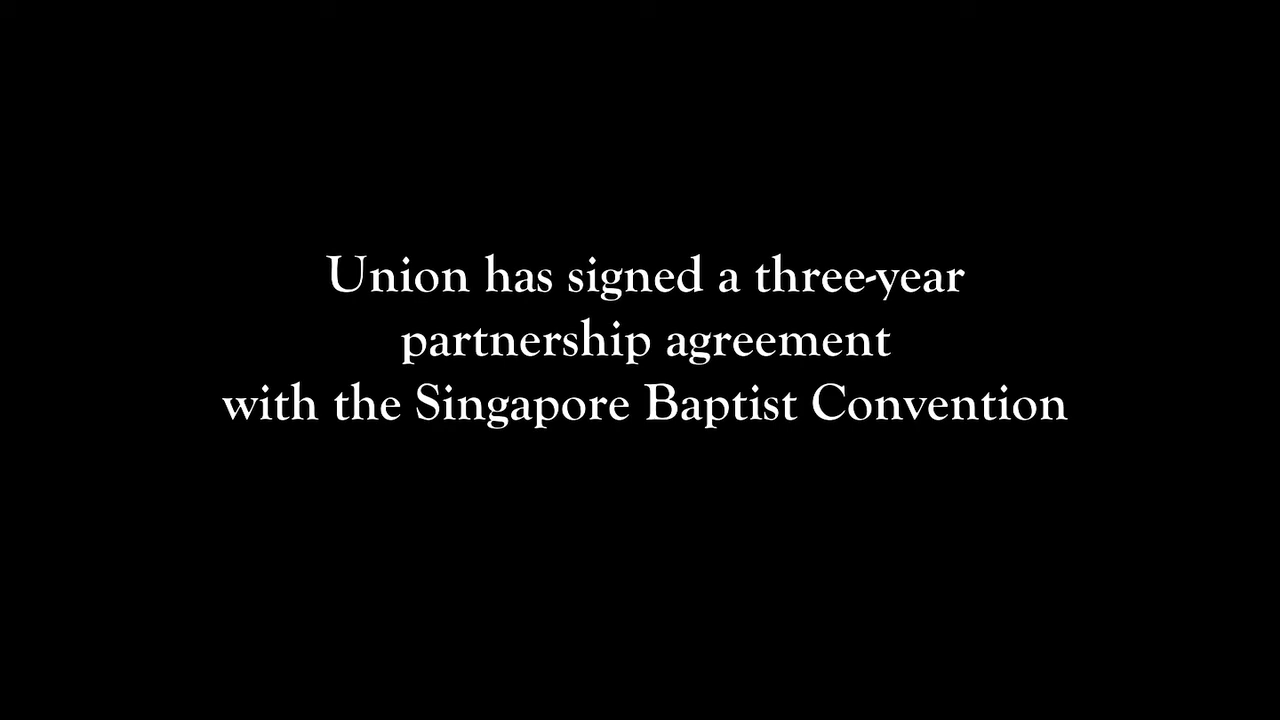 Union has signed a three-year
partnership agreement
with the Singapore Baptist Convention